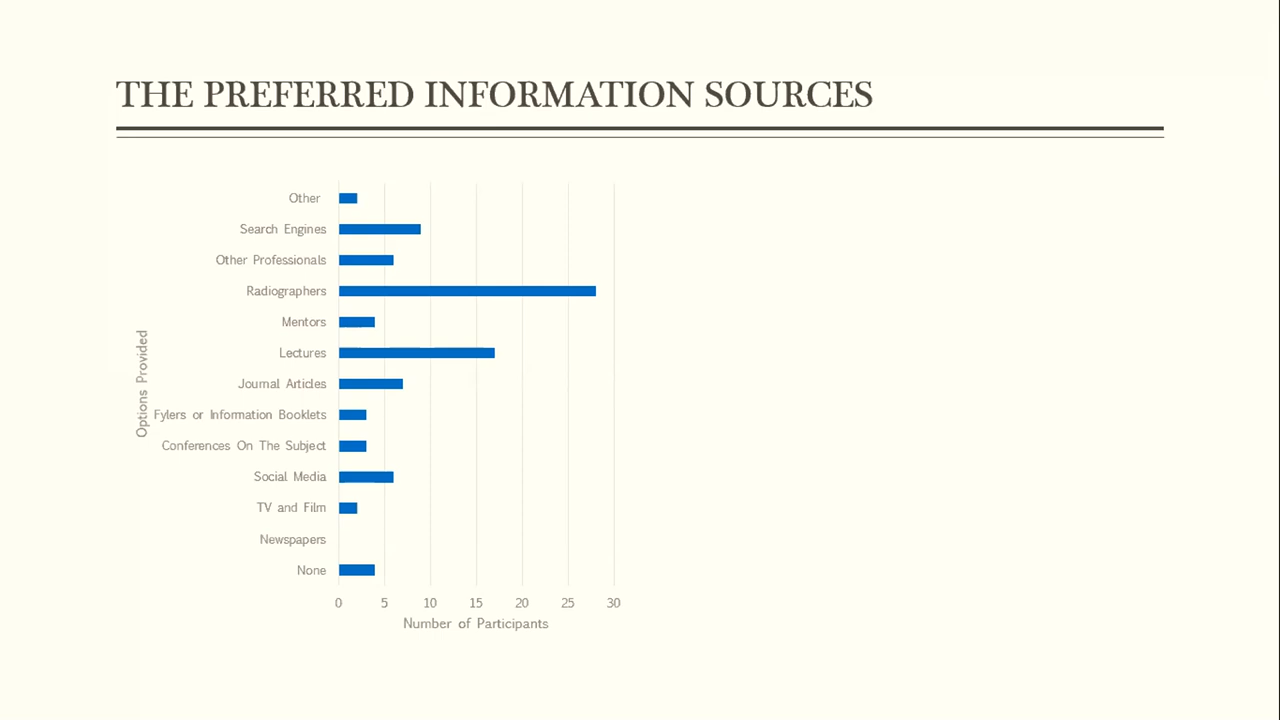 THE PREFERRED INFORMATION SOURCES
Other
Search Engines
Other Professionals
Radiographers
Mentors
Lectures
Journal Articles
Fylers or Information Booklets
Conferences On The Subject
Social Media
TV and Film
Newspapers
None
Options Provided
0 5 10 15 20 25 30
Number of Participants